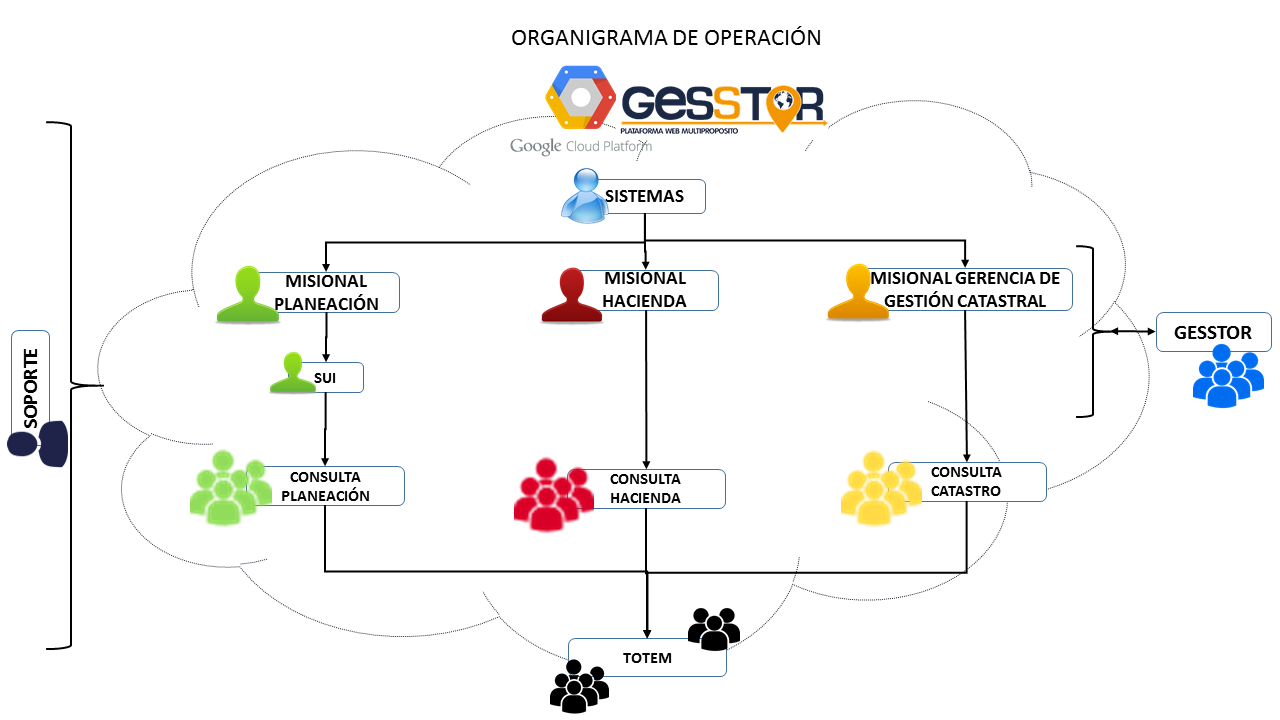 ORGANIGRAMA DE OPERACIÓN
GESSTOR
PLATAFORMA WEB MULTIPROPOSITO
Google Cloud Platform
SISTEMAS
MISIONAL
PLANEACIÓN
MISIONAL
HACIENDA
MISIONAL GERENCIA DE
GESTIÓN CATASTRAL
GESSTOR
SOPORTE
SUI
CONSULTA
PLANEACIÓN
CONSULTA
HACIENDA
CONSULTA
CATASTRO
TOTEM